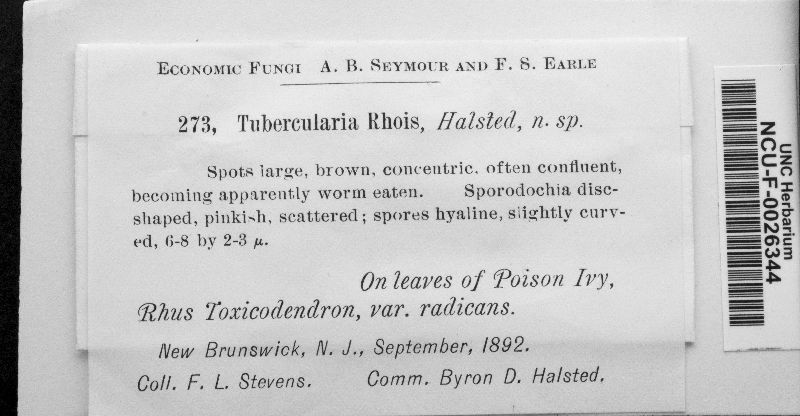 ECONOMIC FUNGI A. B. SEYMOUR AND F. S. EARLE
273, Tubercularia Rhois, Halsted, n. sp.
Spots large, brown, concentric, often confluent,
becoming apparently worm eaten. Sporodochia disc-
shaped, pinkish, scattered; spores hyaline, slightly curv-
ed, 6-8 by 2-3 µ.
On leaves of Poison Ivy,
Rhus Toxicodendron, var. radicans.
New Brunswick, N. J., September, 1892.
Coll. F. L. Stevens. Comm. Byron D. Halsted.
UNC Herbarium
NCU-F-0026344